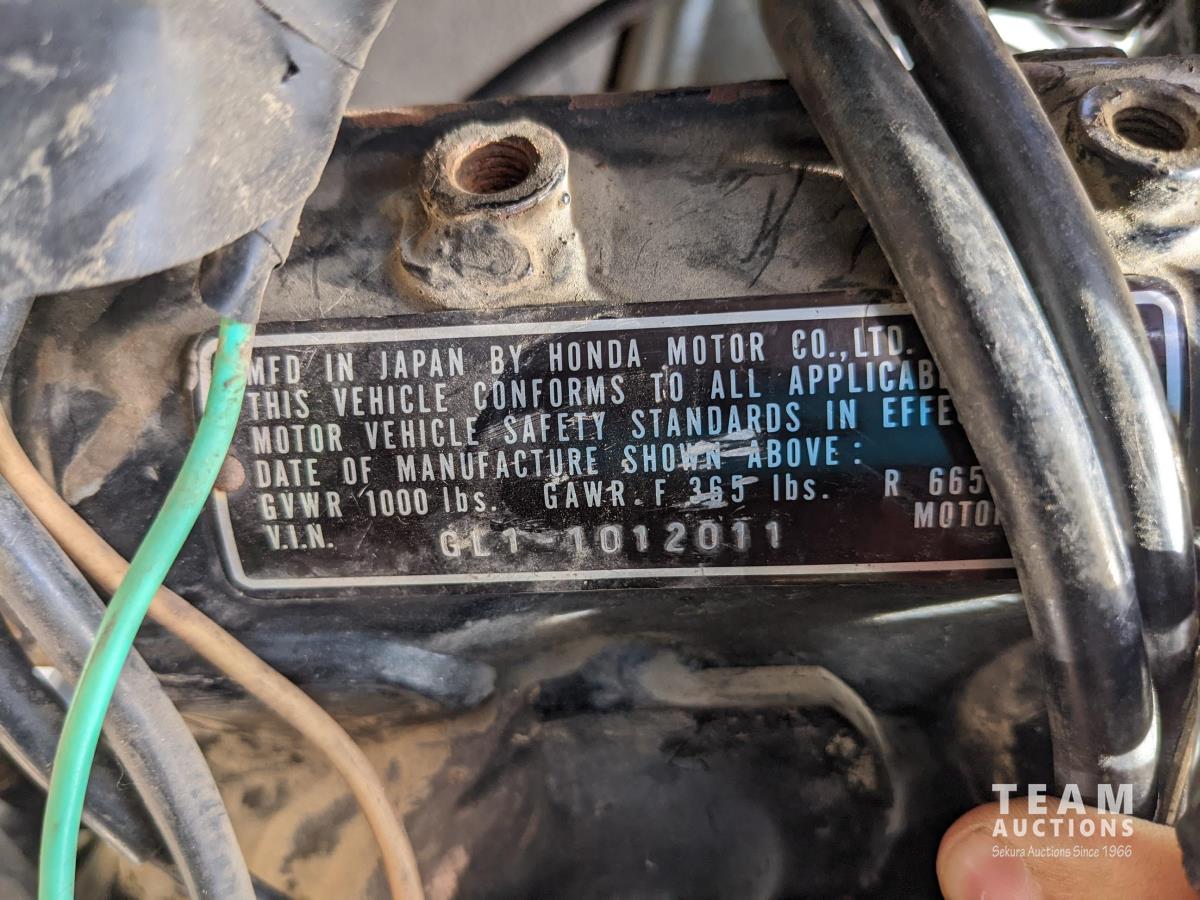 MFD IN JAPAN BY HONDA MOTOR CO., LTD.
THIS VEHICLE CONFORMS TO ALL APPLICAB
MOTOR VEHICLE SAFETY STANDARDS IN EFFE
DATE OF MANUFACTURE SHOWN ABOVE:
GVWR 1000 lbs. GAWR. F 365 lbs. R 665
V.I.N. GL1-1012011 MOTO
TEAM
AUCTIONS
Sekura Auctions Since 1966